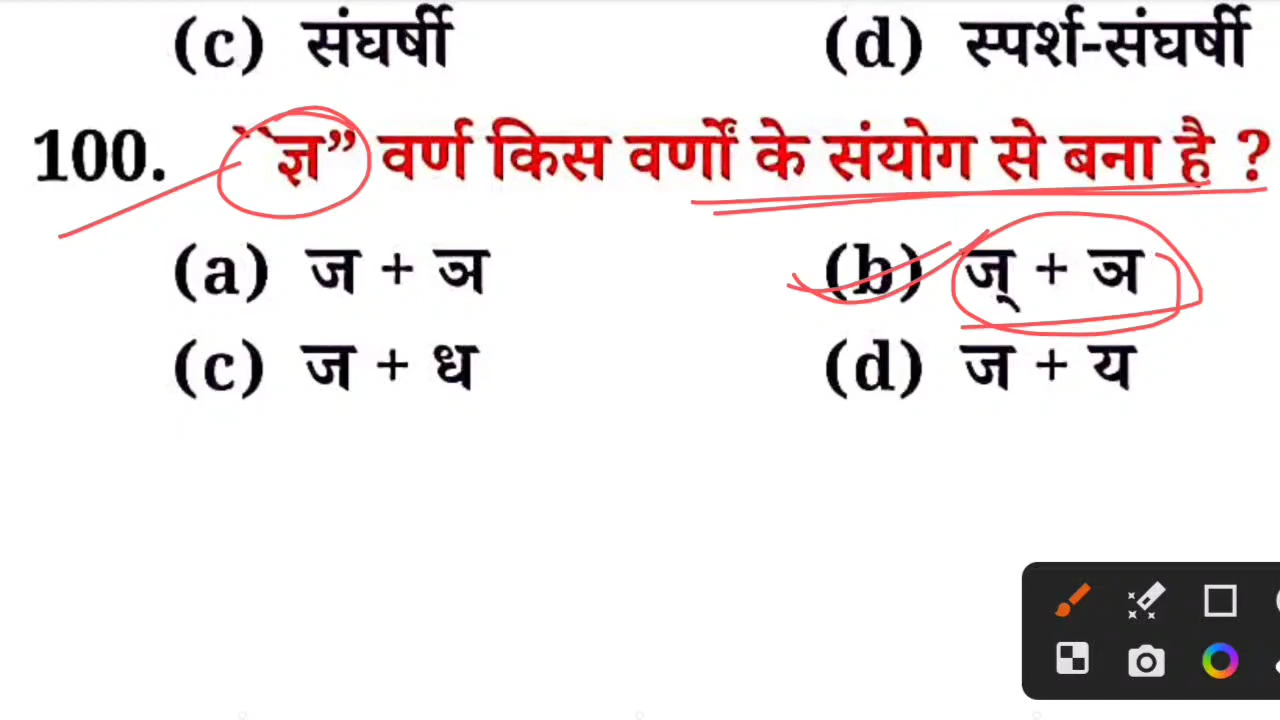 (c) संघर्षी (d) स्पर्श-संघर्षी
100. ``ज्ञ” वर्ण किस वर्णों के संयोग से बना है ?
(a) ज + ञ (b) ज् + ञ
(c) ज + ध (d) ज + य